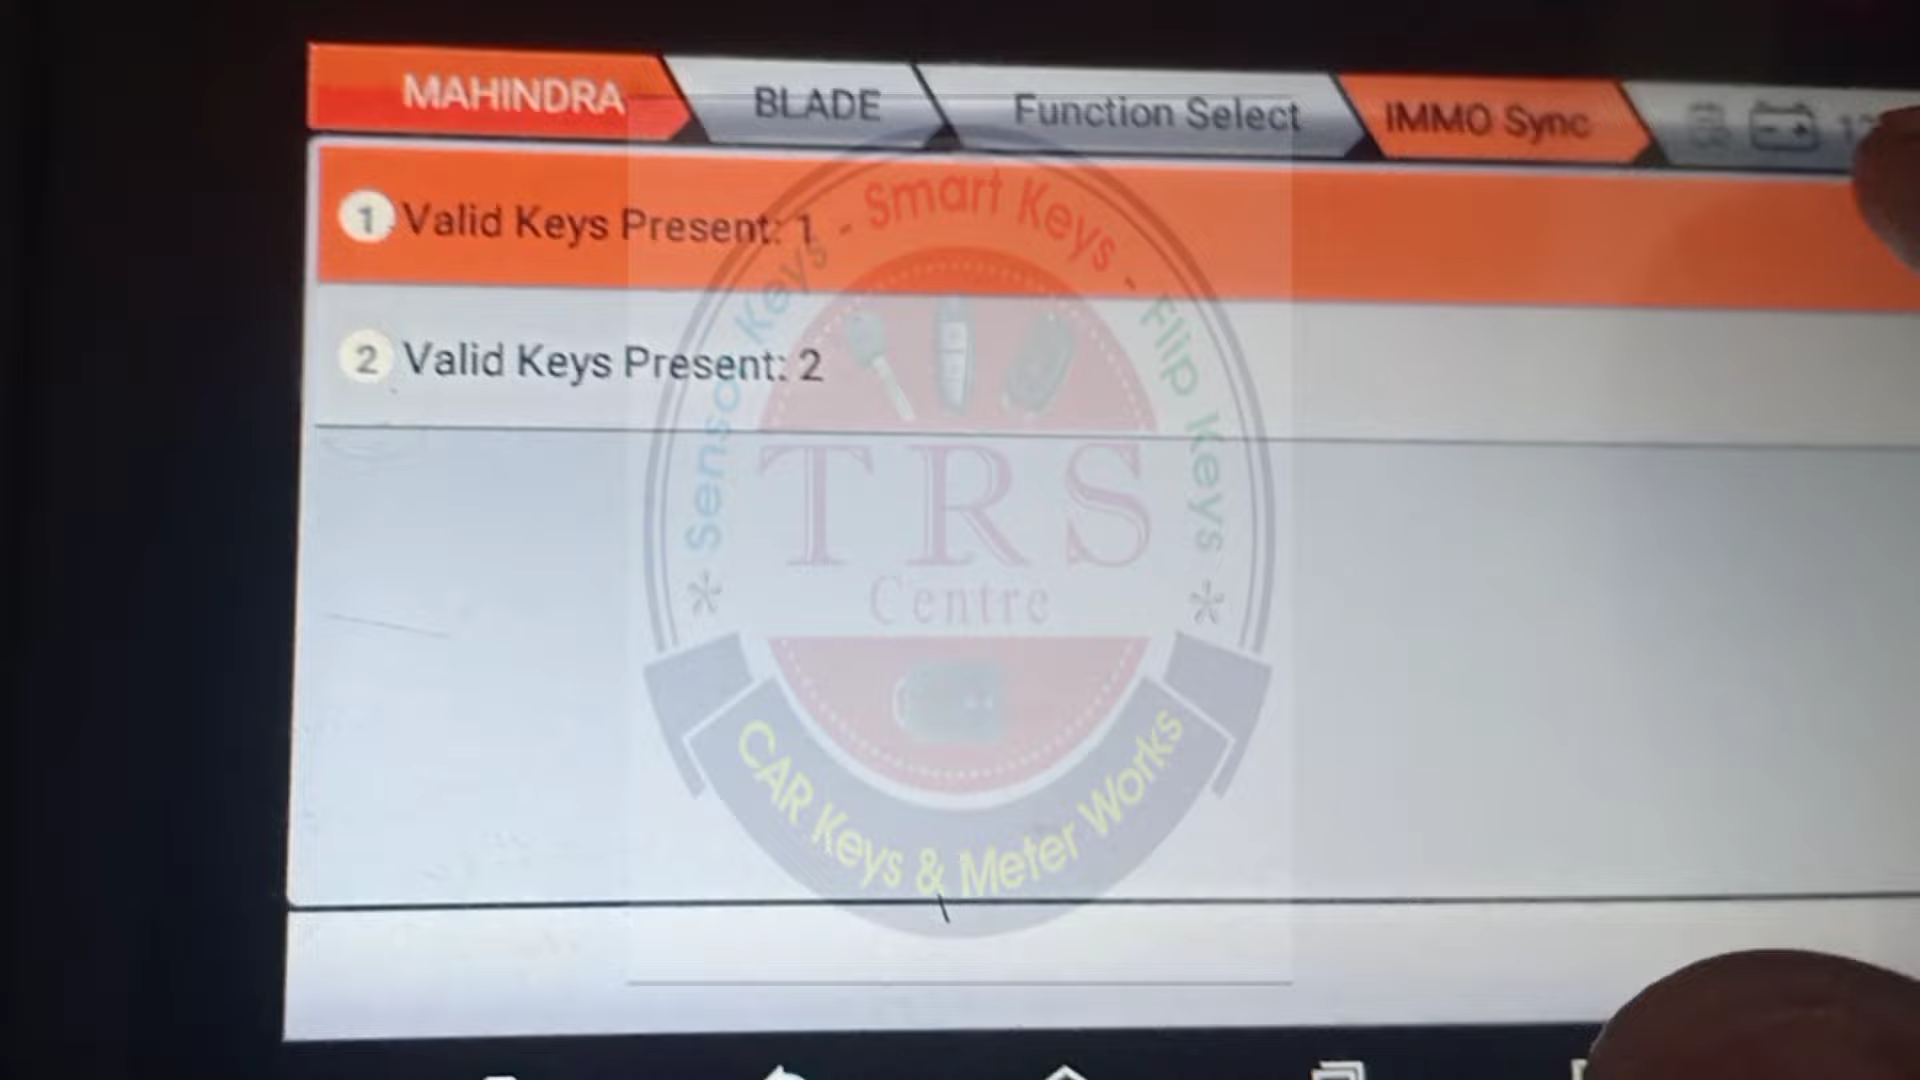 MAHINDRA
BLADE
Function Select
IMMO Sync
1 Valid Keys Present: 1
2 Valid Keys Present: 2
* Sensor Keys - Smart Keys - Flip Keys *
TRS
Centre
CAR Keys & Meter Works